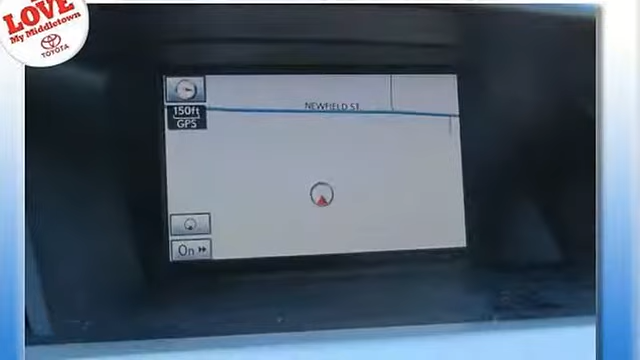 I LOVE
My Middletown
TOYOTA
NEWFIELD ST
150ft
GPS
On